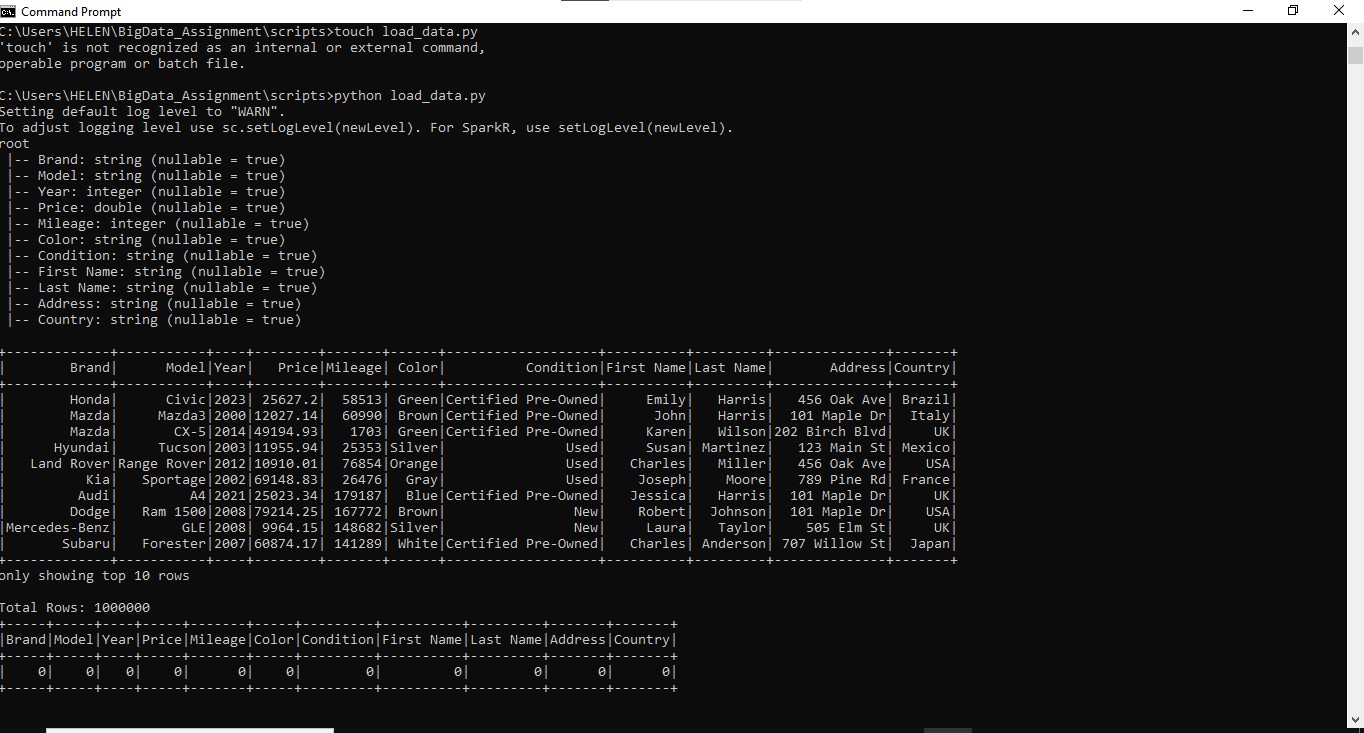 Command Prompt
C:\Users\HELEN\BigData_Assignment\scripts>touch load_data.py
'touch' is not recognized as an internal or external command,
operable program or batch file.
C:\Users\HELEN\BigData_Assignment\scripts>python load_data.py
Setting default log level to "WARN".
To adjust logging level use sc.setLogLevel(newLevel). For SparkR, use setLogLevel(newLevel).
root
 |-- Brand: string (nullable = true)
 |-- Model: string (nullable = true)
 |-- Year: integer (nullable = true)
 |-- Price: double (nullable = true)
 |-- Mileage: integer (nullable = true)
 |-- Color: string (nullable = true)
 |-- Condition: string (nullable = true)
 |-- First Name: string (nullable = true)
 |-- Last Name: string (nullable = true)
 |-- Address: string (nullable = true)
 |-- Country: string (nullable = true)
+-------------+-----------+----+--------+-------+------+-------------------+----------+---------+--------------+-------+
|        Brand|      Model|Year|   Price|Mileage| Color|          Condition|First Name|Last Name|       Address|Country|
+-------------+-----------+----+--------+-------+------+-------------------+----------+---------+--------------+-------+
|        Honda|      Civic|2023| 25627.2|  58513| Green|Certified Pre-Owned|     Emily|   Harris|   456 Oak Ave| Brazil|
|        Mazda|     Mazda3|2000|12027.14|  60990| Brown|Certified Pre-Owned|      John|   Harris|  101 Maple Dr|  Italy|
|        Mazda|       CX-5|2014|49194.93|   1703| Green|Certified Pre-Owned|     Karen|   Wilson|202 Birch Blvd|     UK|
|      Hyundai|     Tucson|2003|11955.94|  25353|Silver|               Used|     Susan| Martinez|   123 Main St| Mexico|
|   Land Rover|Range Rover|2012|10910.01|  76854|Orange|               Used|   Charles|   Miller|   456 Oak Ave|    USA|
|          Kia|   Sportage|2002|69148.83|  26476|  Gray|               Used|    Joseph|    Moore|   789 Pine Rd| France|
|         Audi|         A4|2021|25023.34| 179187|  Blue|Certified Pre-Owned|   Jessica|   Harris|  101 Maple Dr|     UK|
|        Dodge|   Ram 1500|2008|79214.25| 167772| Brown|                New|    Robert|  Johnson|  101 Maple Dr|    USA|
|Mercedes-Benz|        GLE|2008| 9964.15| 148682|Silver|                New|     Laura|   Taylor|    505 Elm St|     UK|
|       Subaru|   Forester|2007|60874.17| 141289| White|Certified Pre-Owned|   Charles| Anderson| 707 Willow St|  Japan|
+-------------+-----------+----+--------+-------+------+-------------------+----------+---------+--------------+-------+
only showing top 10 rows
Total Rows: 1000000
+-----+-----+----+-----+-------+-----+---------+----------+---------+-------+-------+
|Brand|Model|Year|Price|Mileage|Color|Condition|First Name|Last Name|Address|Country|
+-----+-----+----+-----+-------+-----+---------+----------+---------+-------+-------+
|    0|    0|   0|    0|      0|    0|        0|         0|        0|      0|      0|
+-----+-----+----+-----+-------+-----+---------+----------+---------+-------+-------+